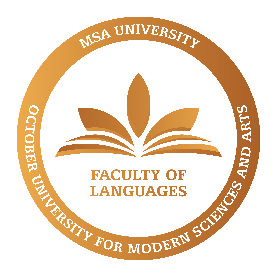 MSA UNIVERSITY
FACULTY OF
LANGUAGES
OCTOBER UNIVERSITY FOR MODERN SCIENCES AND ARTS